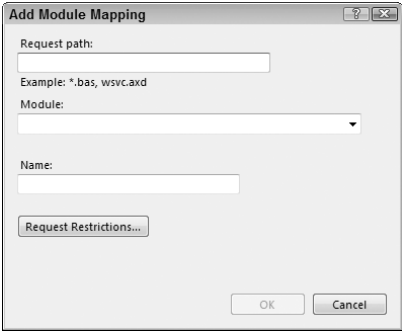 Add Module Mapping
Request path:
Example: *.bas, wsvc.axd
Module:
Name:
Request Restrictions...
OK
Cancel